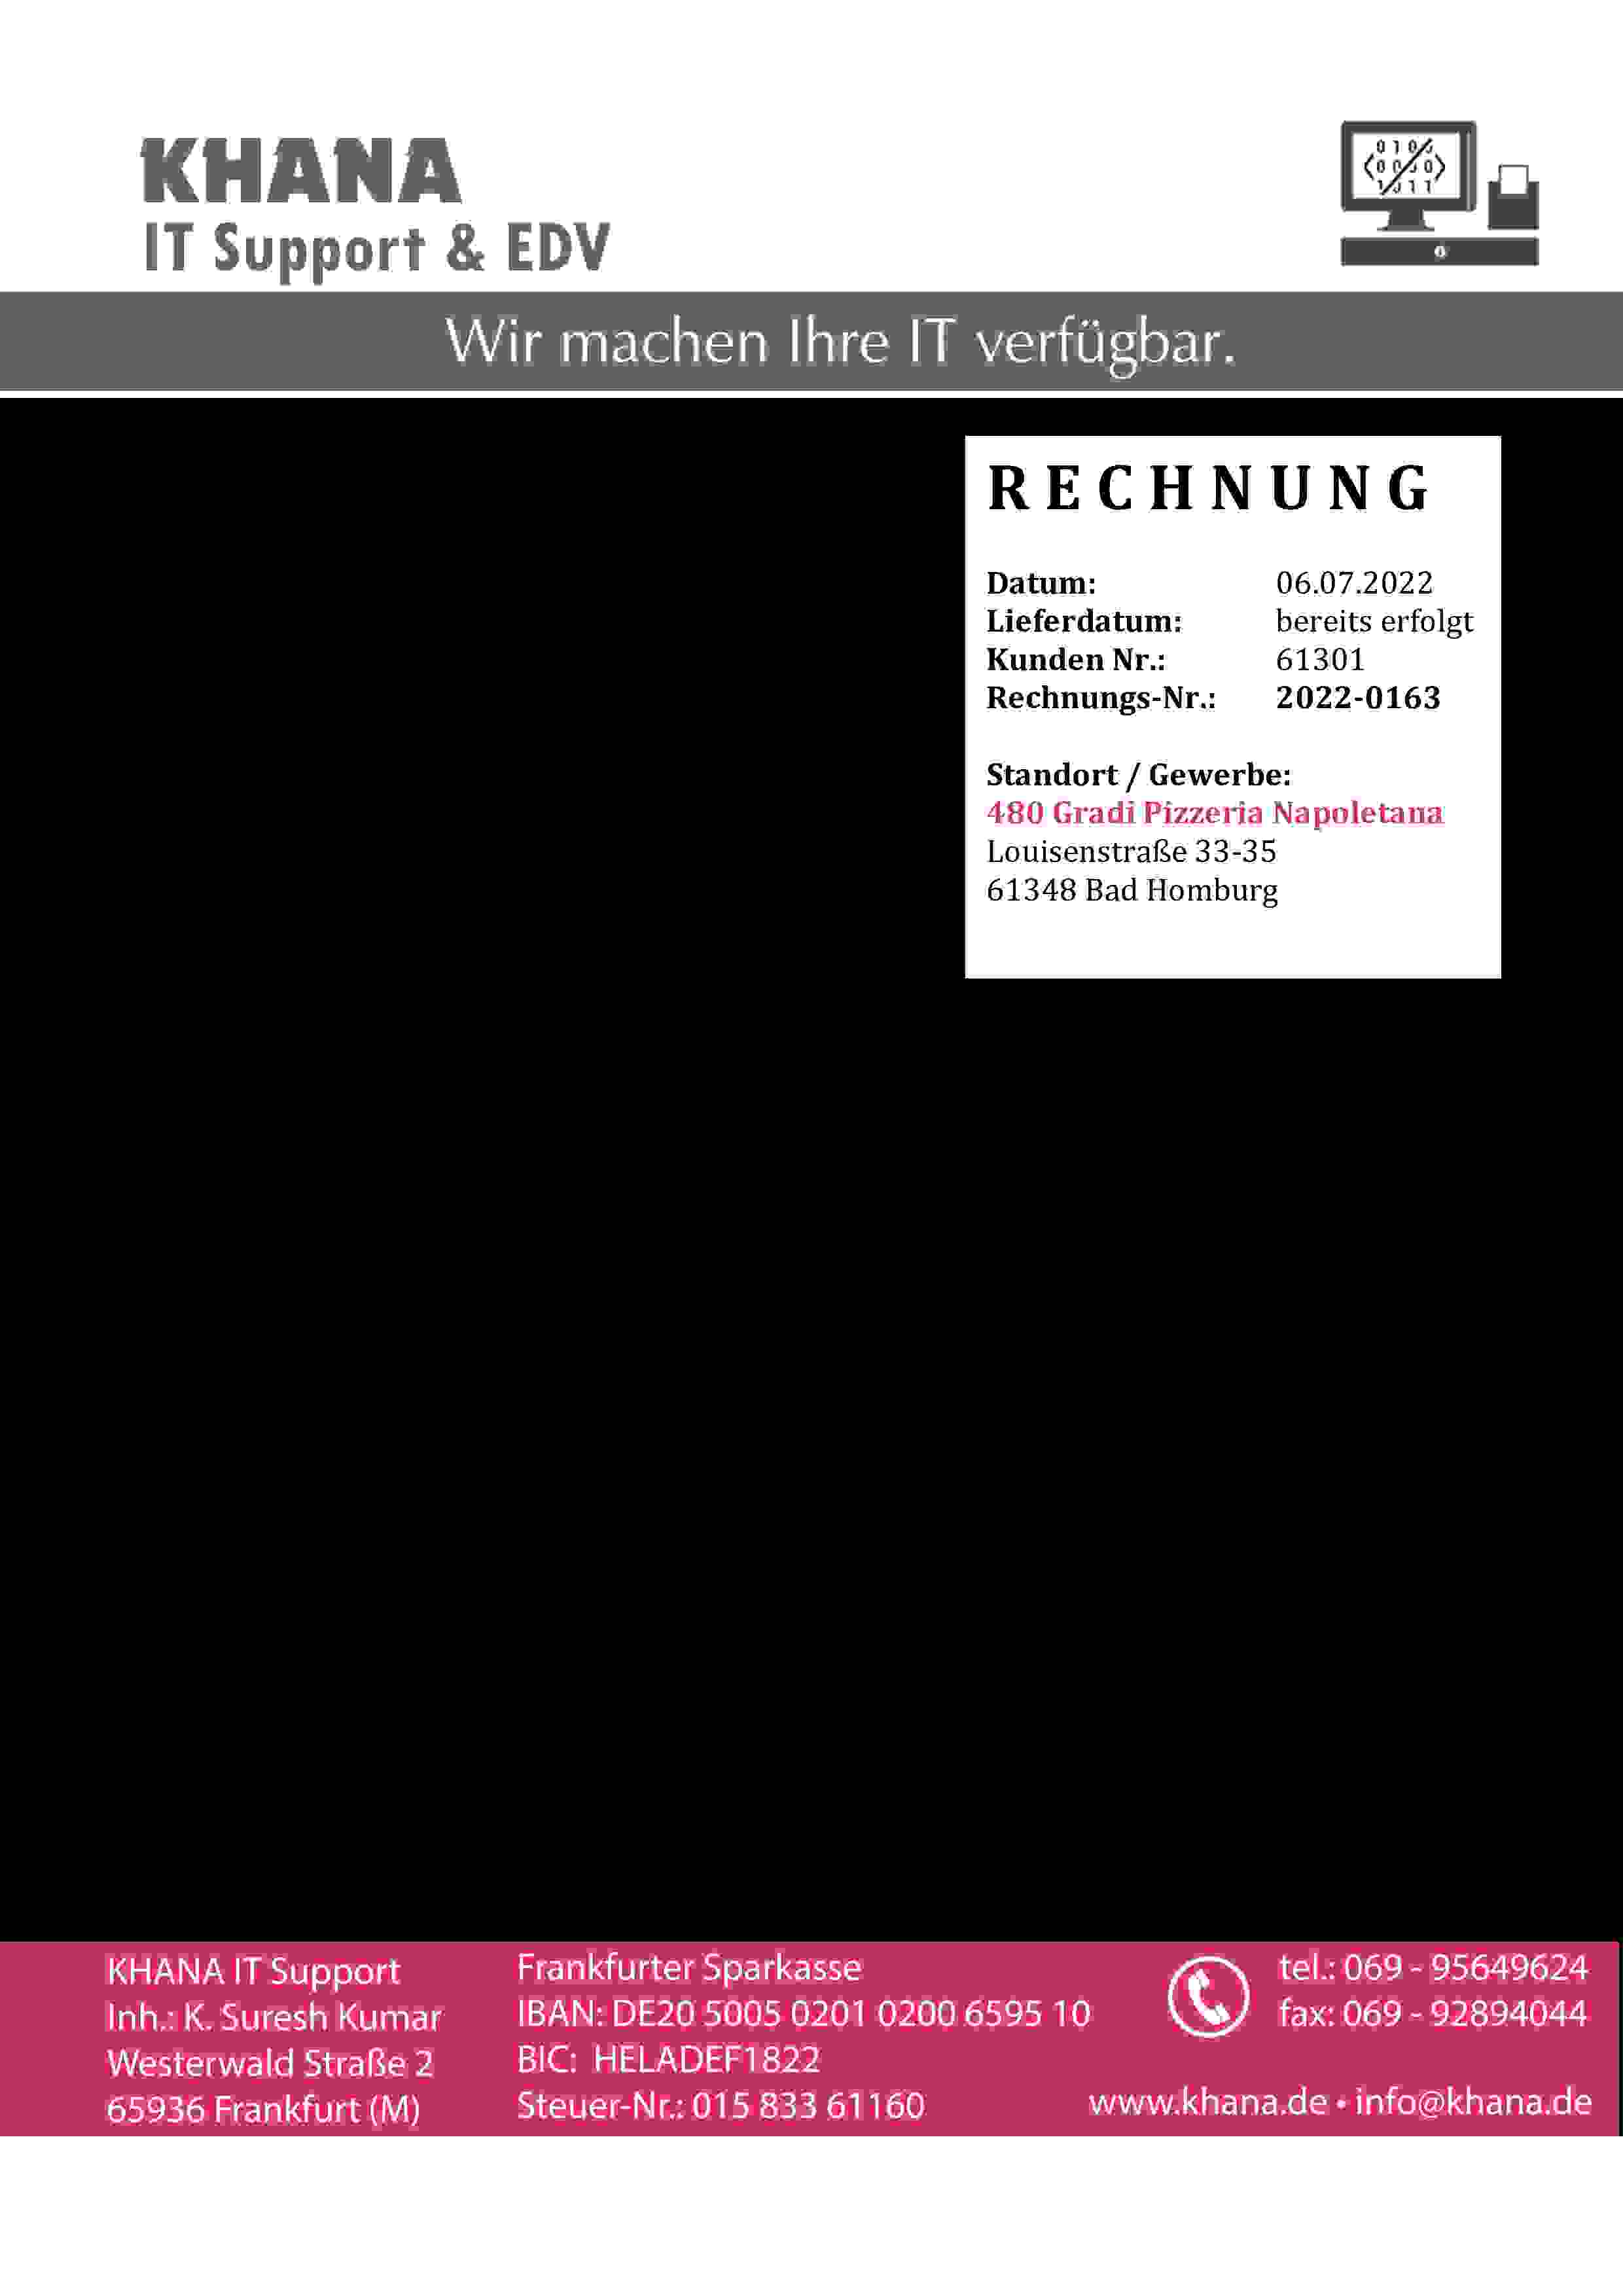 KHANA
IT Support & EDV
Wir machen Ihre IT verfügbar.
RECHNUNG
Datum: 06.07.2022
Lieferdatum: bereits erfolgt
Kunden Nr.: 61301
Rechnungs-Nr.: 2022-0163
Standort / Gewerbe:
480 Gradi Pizzeria Napoletana
Louisenstraße 33-35
61348 Bad Homburg
KHANA IT Support
Inh.: K. Suresh Kumar
Westerwald Straße 2
65936 Frankfurt (M)
Frankfurter Sparkasse
IBAN: DE20 5005 0201 0200 6595 10
BIC: HELADEF1822
Steuer-Nr.: 015 833 61160
tel.: 069 - 95649624
fax: 069 - 92894044
www.khana.de • info@khana.de